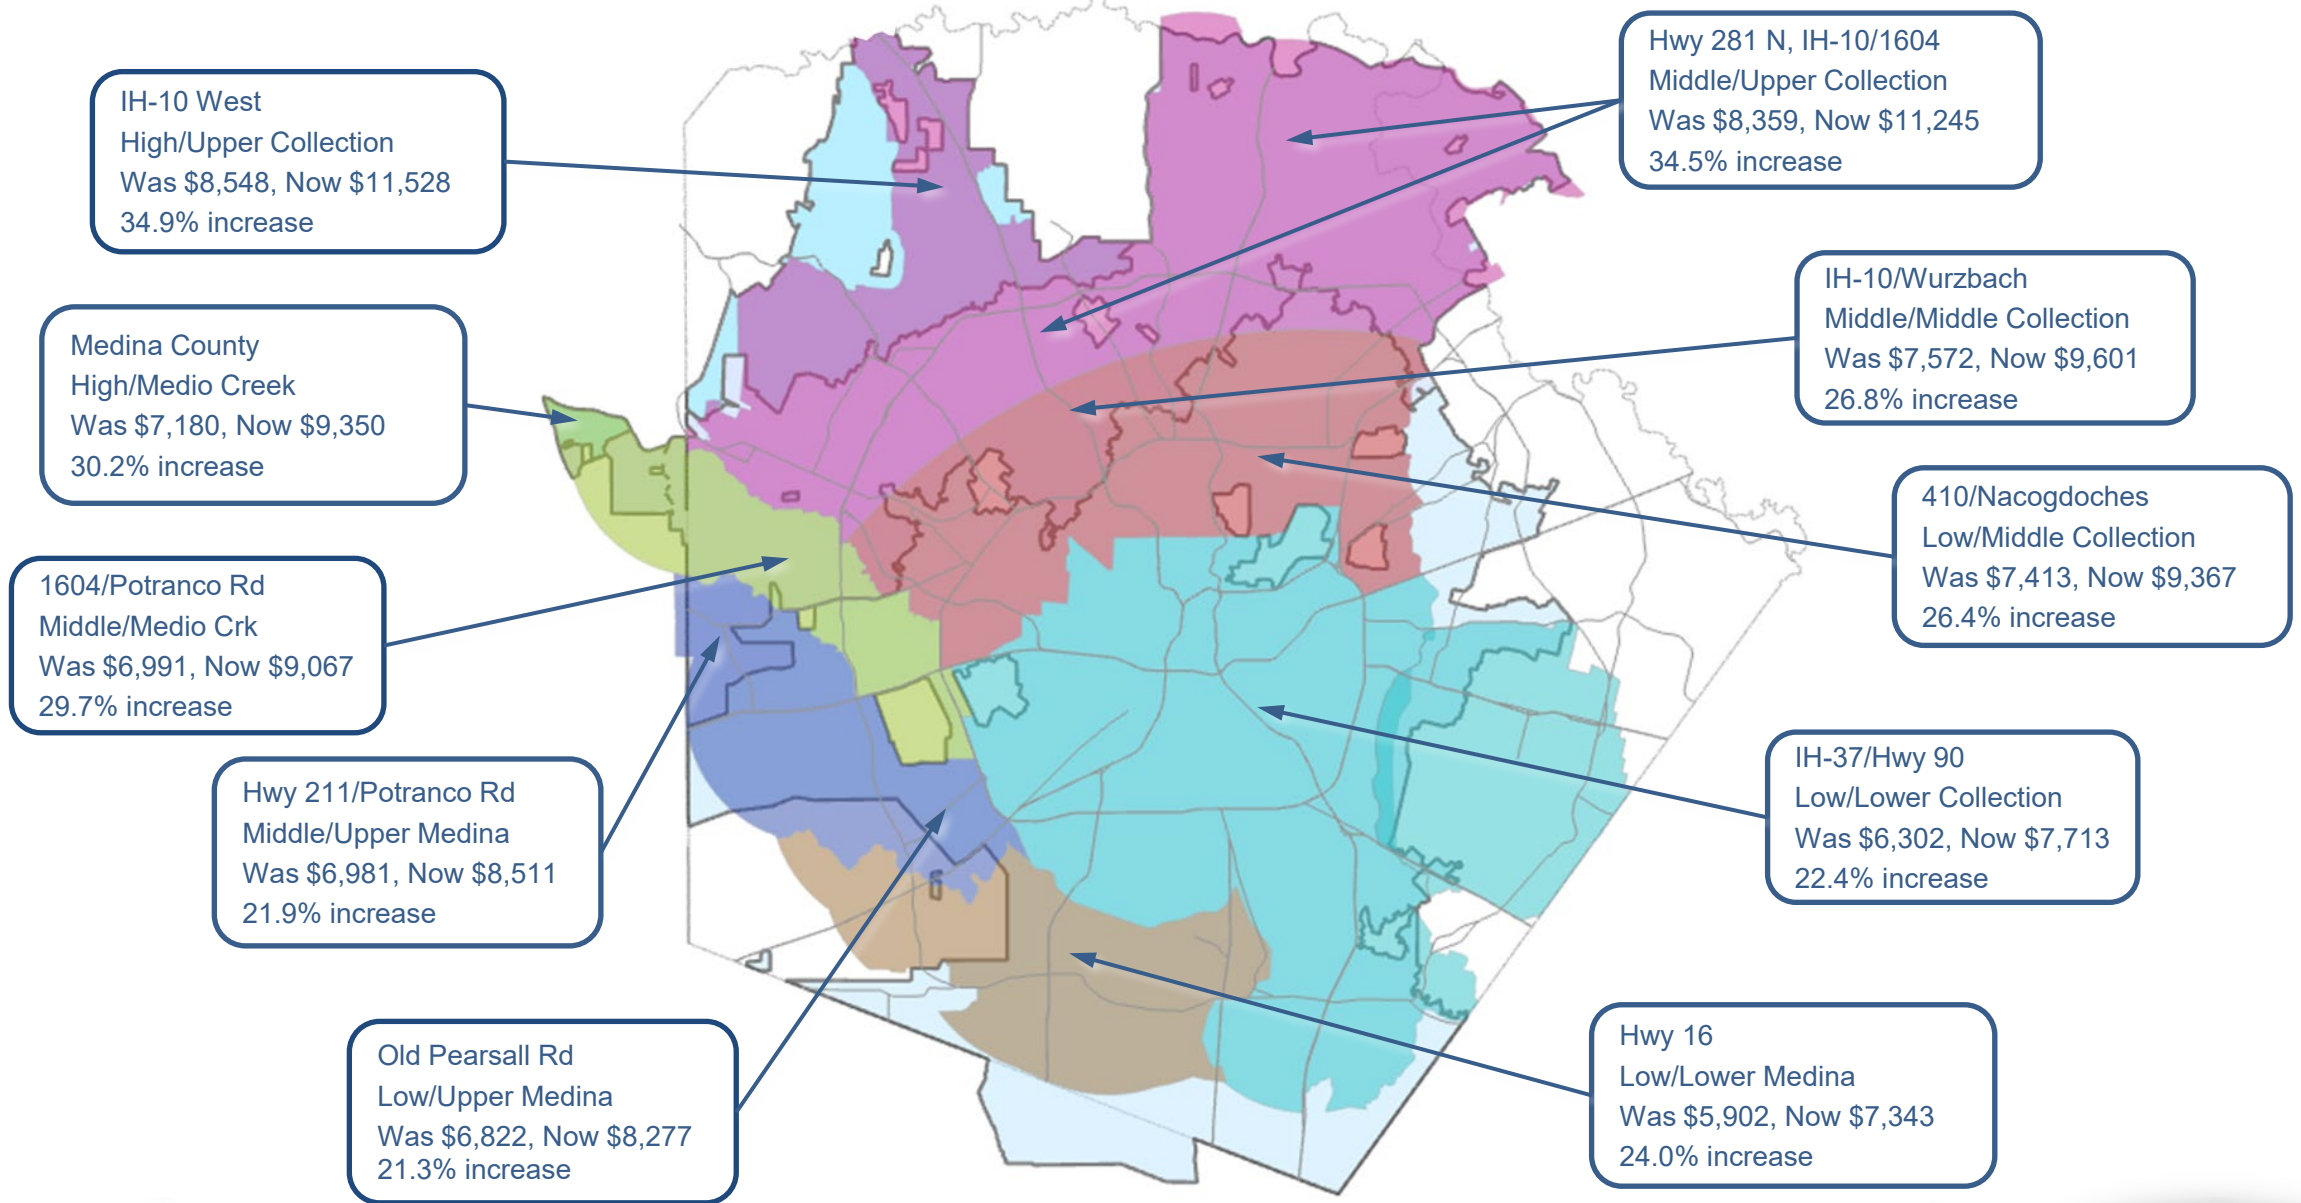 IH-10 West
High/Upper Collection
Was $8,548, Now $11,528
34.9% increase
Hwy 281 N, IH-10/1604
Middle/Upper Collection
Was $8,359, Now $11,245
34.5% increase
Medina County
High/Medio Creek
Was $7,180, Now $9,350
30.2% increase
IH-10/Wurzbach
Middle/Middle Collection
Was $7,572, Now $9,601
26.8% increase
1604/Potranco Rd
Middle/Medio Crk
Was $6,991, Now $9,067
29.7% increase
410/Nacogdoches
Low/Middle Collection
Was $7,413, Now $9,367
26.4% increase
Hwy 211/Potranco Rd
Middle/Upper Medina
Was $6,981, Now $8,511
21.9% increase
IH-37/Hwy 90
Low/Lower Collection
Was $6,302, Now $7,713
22.4% increase
Old Pearsall Rd
Low/Upper Medina
Was $6,822, Now $8,277
21.3% increase
Hwy 16
Low/Lower Medina
Was $5,902, Now $7,343
24.0% increase